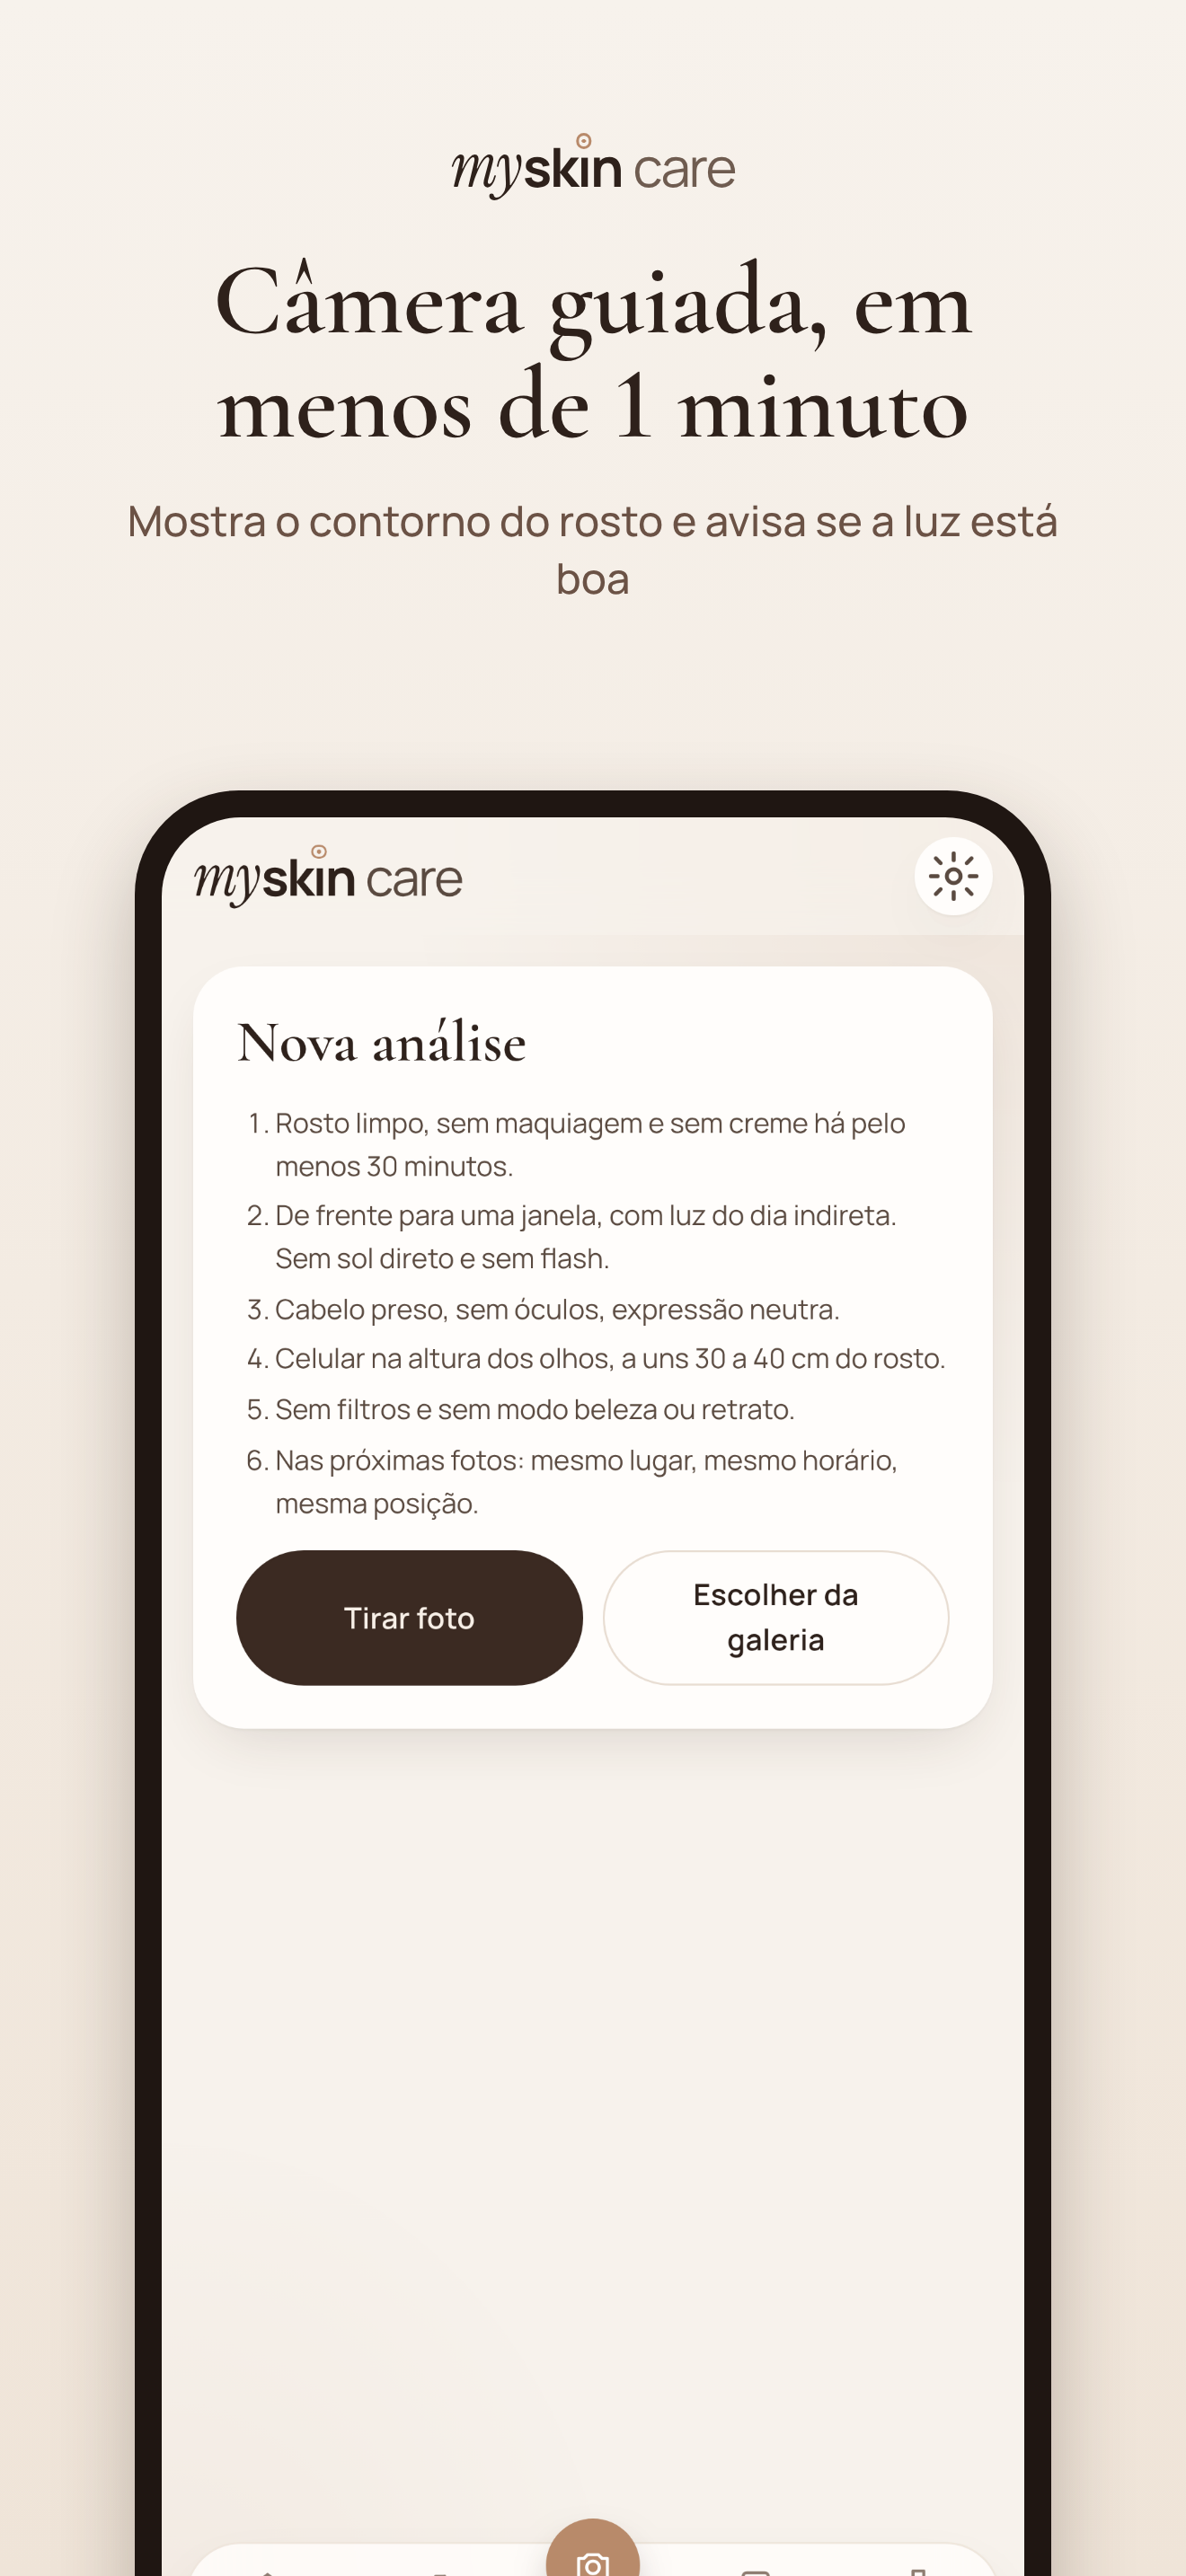 myskin care
Câmera guiada, em
menos de 1 minuto
Mostra o contorno do rosto e avisa se a luz está
boa
myskin care
Nova análise
1. Rosto limpo, sem maquiagem e sem creme há pelo
menos 30 minutos.
2. De frente para uma janela, com luz do dia indireta.
Sem sol direto e sem flash.
3. Cabelo preso, sem óculos, expressão neutra.
4. Celular na altura dos olhos, a uns 30 a 40 cm do rosto.
5. Sem filtros e sem modo beleza ou retrato.
6. Nas próximas fotos: mesmo lugar, mesmo horário,
mesma posição.
Tirar foto
Escolher da
galeria